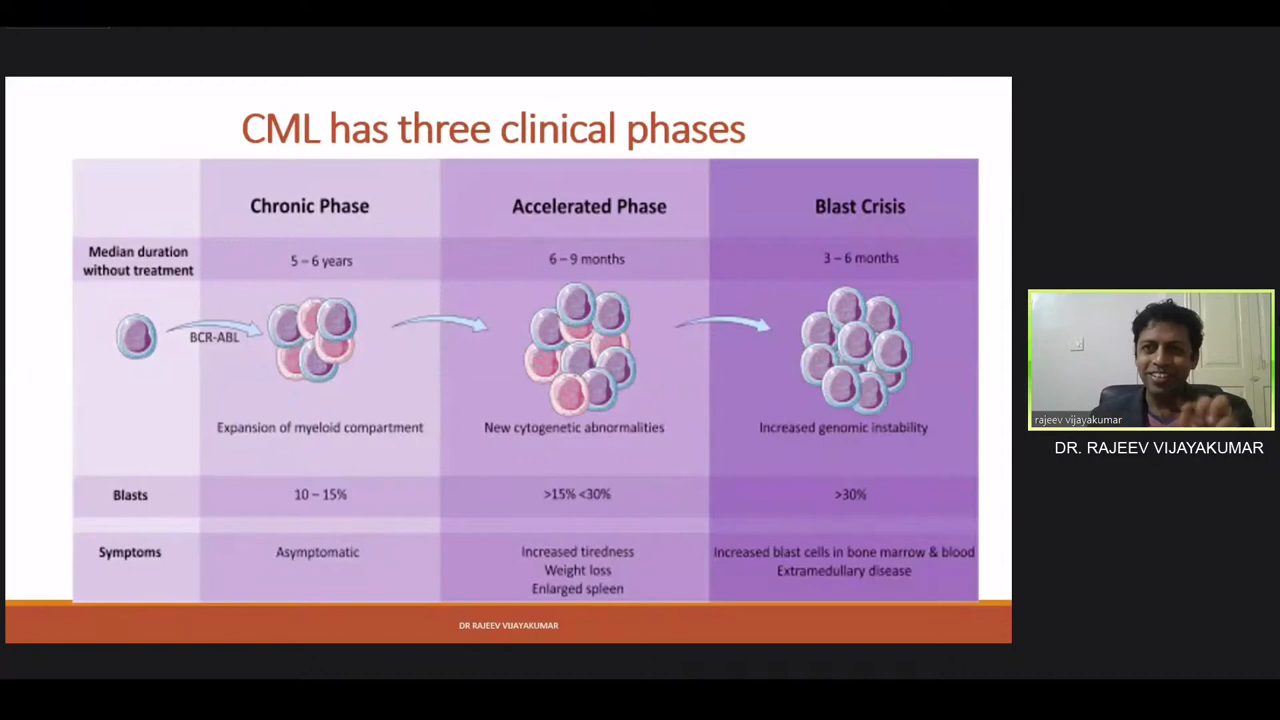 CML has three clinical phases
Chronic Phase
Accelerated Phase
Blast Crisis
Median duration
without treatment
5 – 6 years
6 – 9 months
3 – 6 months
BCR-ABL
Expansion of myeloid compartment
New cytogenetic abnormalities
Increased genomic instability
Blasts
10 – 15%
>15% <30%
>30%
Symptoms
Asymptomatic
Increased tiredness
Weight loss
Enlarged spleen
Increased blast cells in bone marrow & blood
Extramedullary disease
DR RAJEEV VIJAYAKUMAR
rajeev vijayakumar
DR. RAJEEV VIJAYAKUMAR